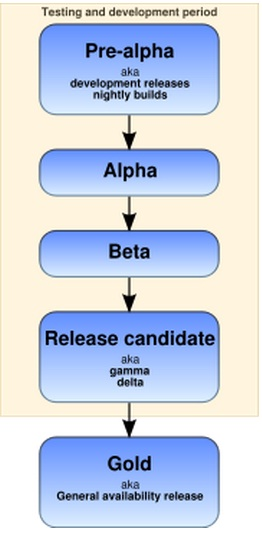 Testing and development period
Pre-alpha
aka
development releases
nightly builds
Alpha
Beta
Release candidate
aka
gamma
delta
Gold
aka
General availability release